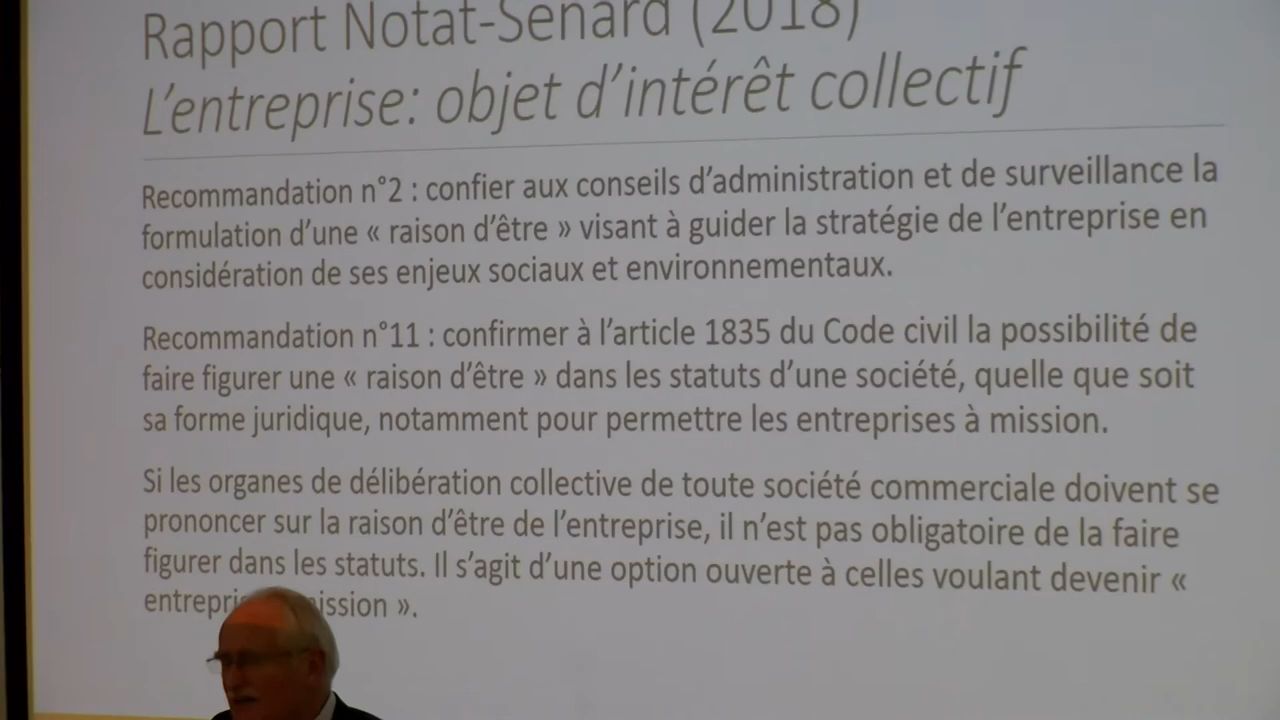 Rapport Notat-Senard (2018)
L'entreprise: objet d'intérêt collectif
Recommandation n°2 : confier aux conseils d'administration et de surveillance la
formulation d'une « raison d'être » visant à guider la stratégie de l'entreprise en
considération de ses enjeux sociaux et environnementaux.
Recommandation n°11 : confirmer à l'article 1835 du Code civil la possibilité de
faire figurer une « raison d'être » dans les statuts d'une société, quelle que soit
sa forme juridique, notamment pour permettre les entreprises à mission.
Si les organes de délibération collective de toute société commerciale doivent se
prononcer sur la raison d'être de l'entreprise, il n'est pas obligatoire de la faire
figurer dans les statuts. Il s'agit d'une option ouverte à celles voulant devenir «
».